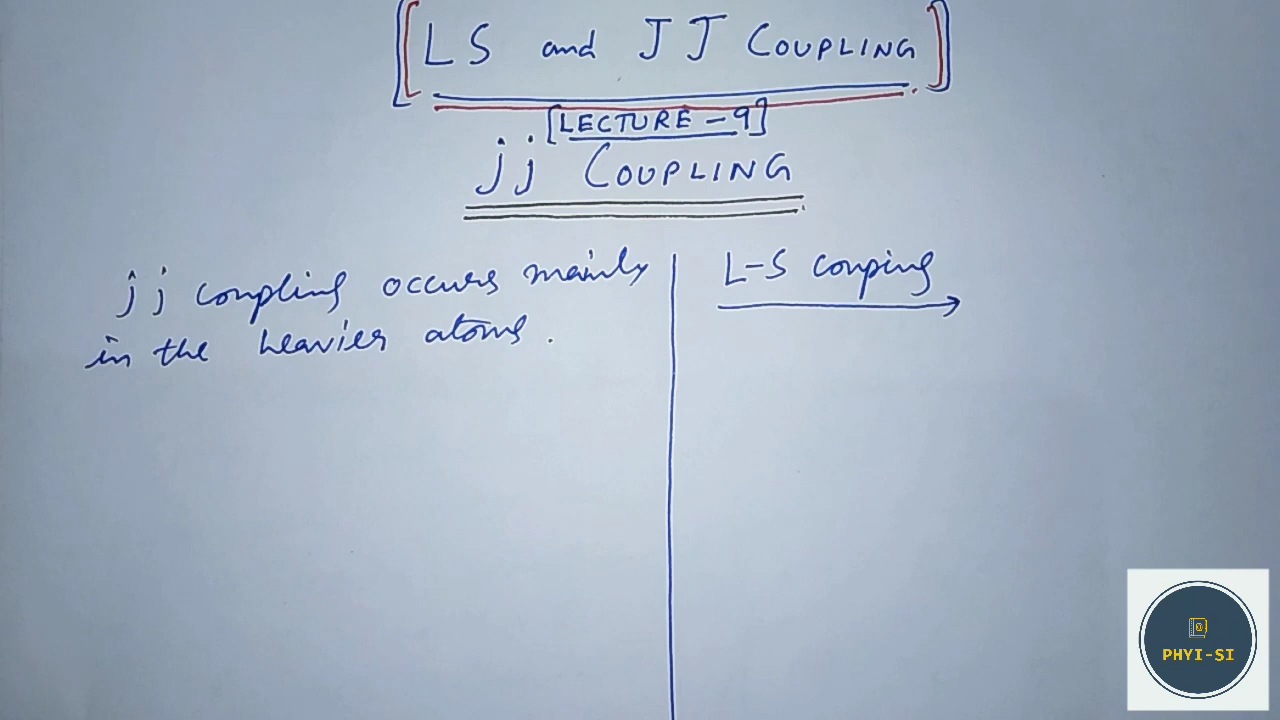 [LS and JJ COUPLING]
[LECTURE - 9]
jj COUPLING
jj coupling occurs mainly
in the heavier atoms.
L-S couping
@
PHYI-SI